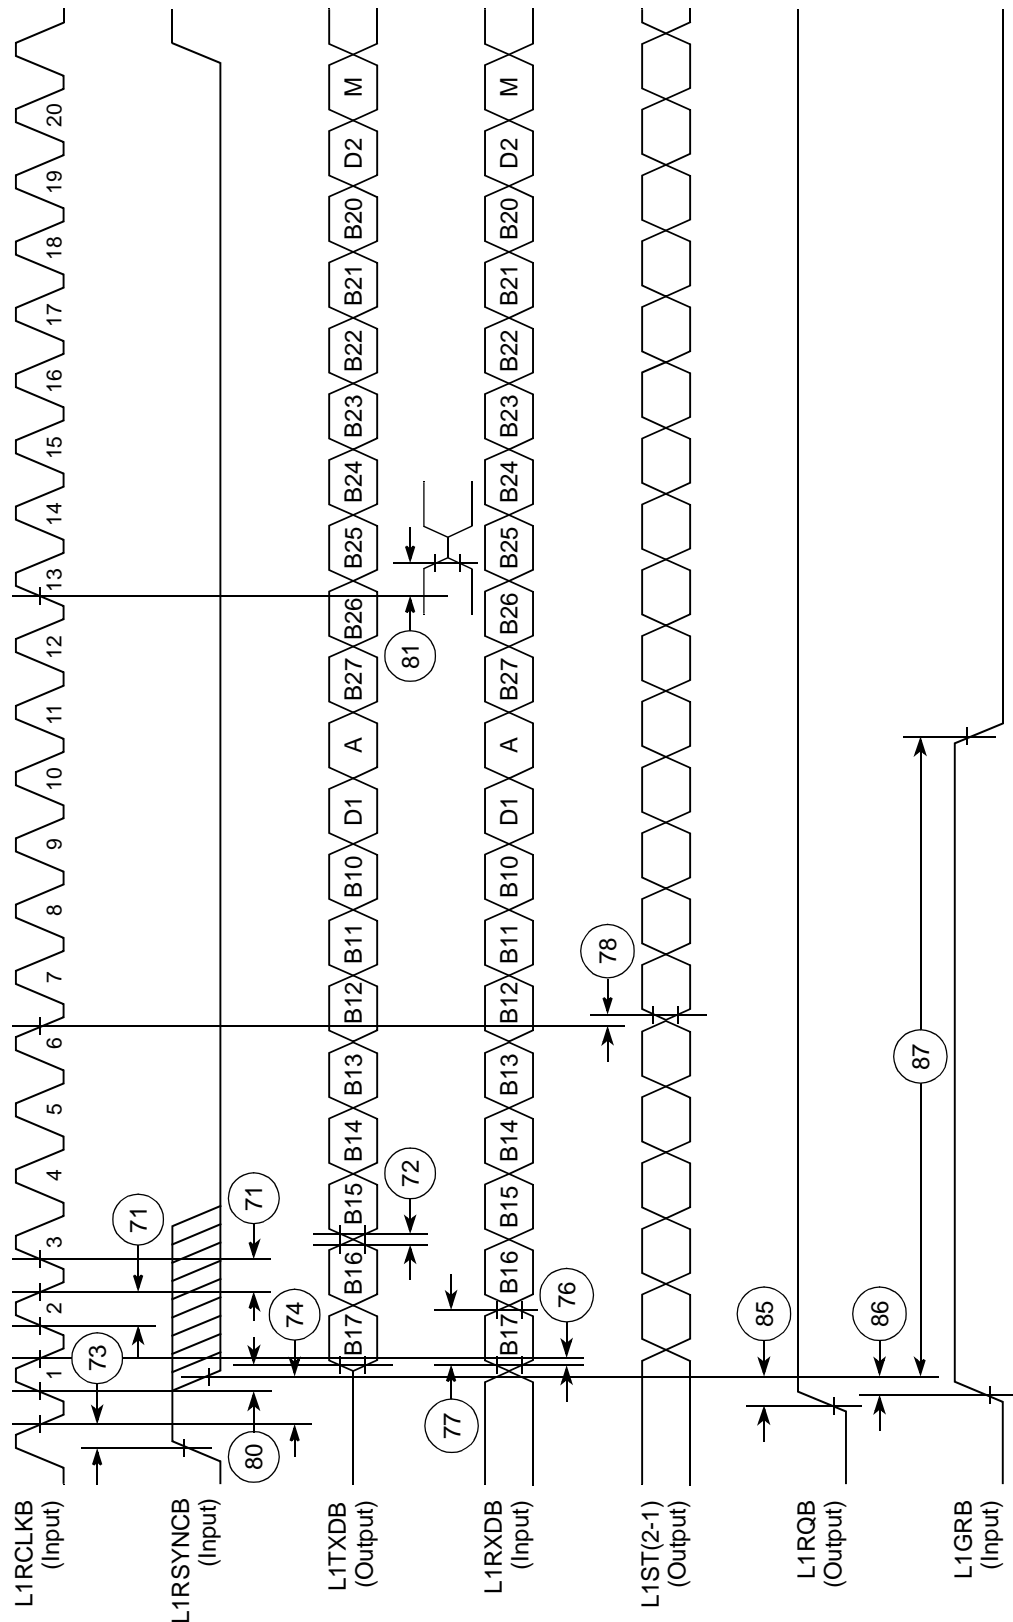 L1RCLKB
(Input)
1 2 3 4 5 6 7 8 9 10 11 12 13 14 15 16 17 18 19 20
73
71
L1RSYNCB
(Input)
80
74
71
L1TXDB
(Output)
B17 B16 B15 B14 B13 B12 B11 B10 D1 A B27 B26 B25 B24 B23 B22 B21 B20 D2 M
72
81
77
L1RXDB
(Input)
B17 B16 B15 B14 B13 B12 B11 B10 D1 A B27 B26 B25 B24 B23 B22 B21 B20 D2 M
76
78
L1ST(2-1)
(Output)
85
L1RQB
(Output)
86
87
L1GRB
(Input)